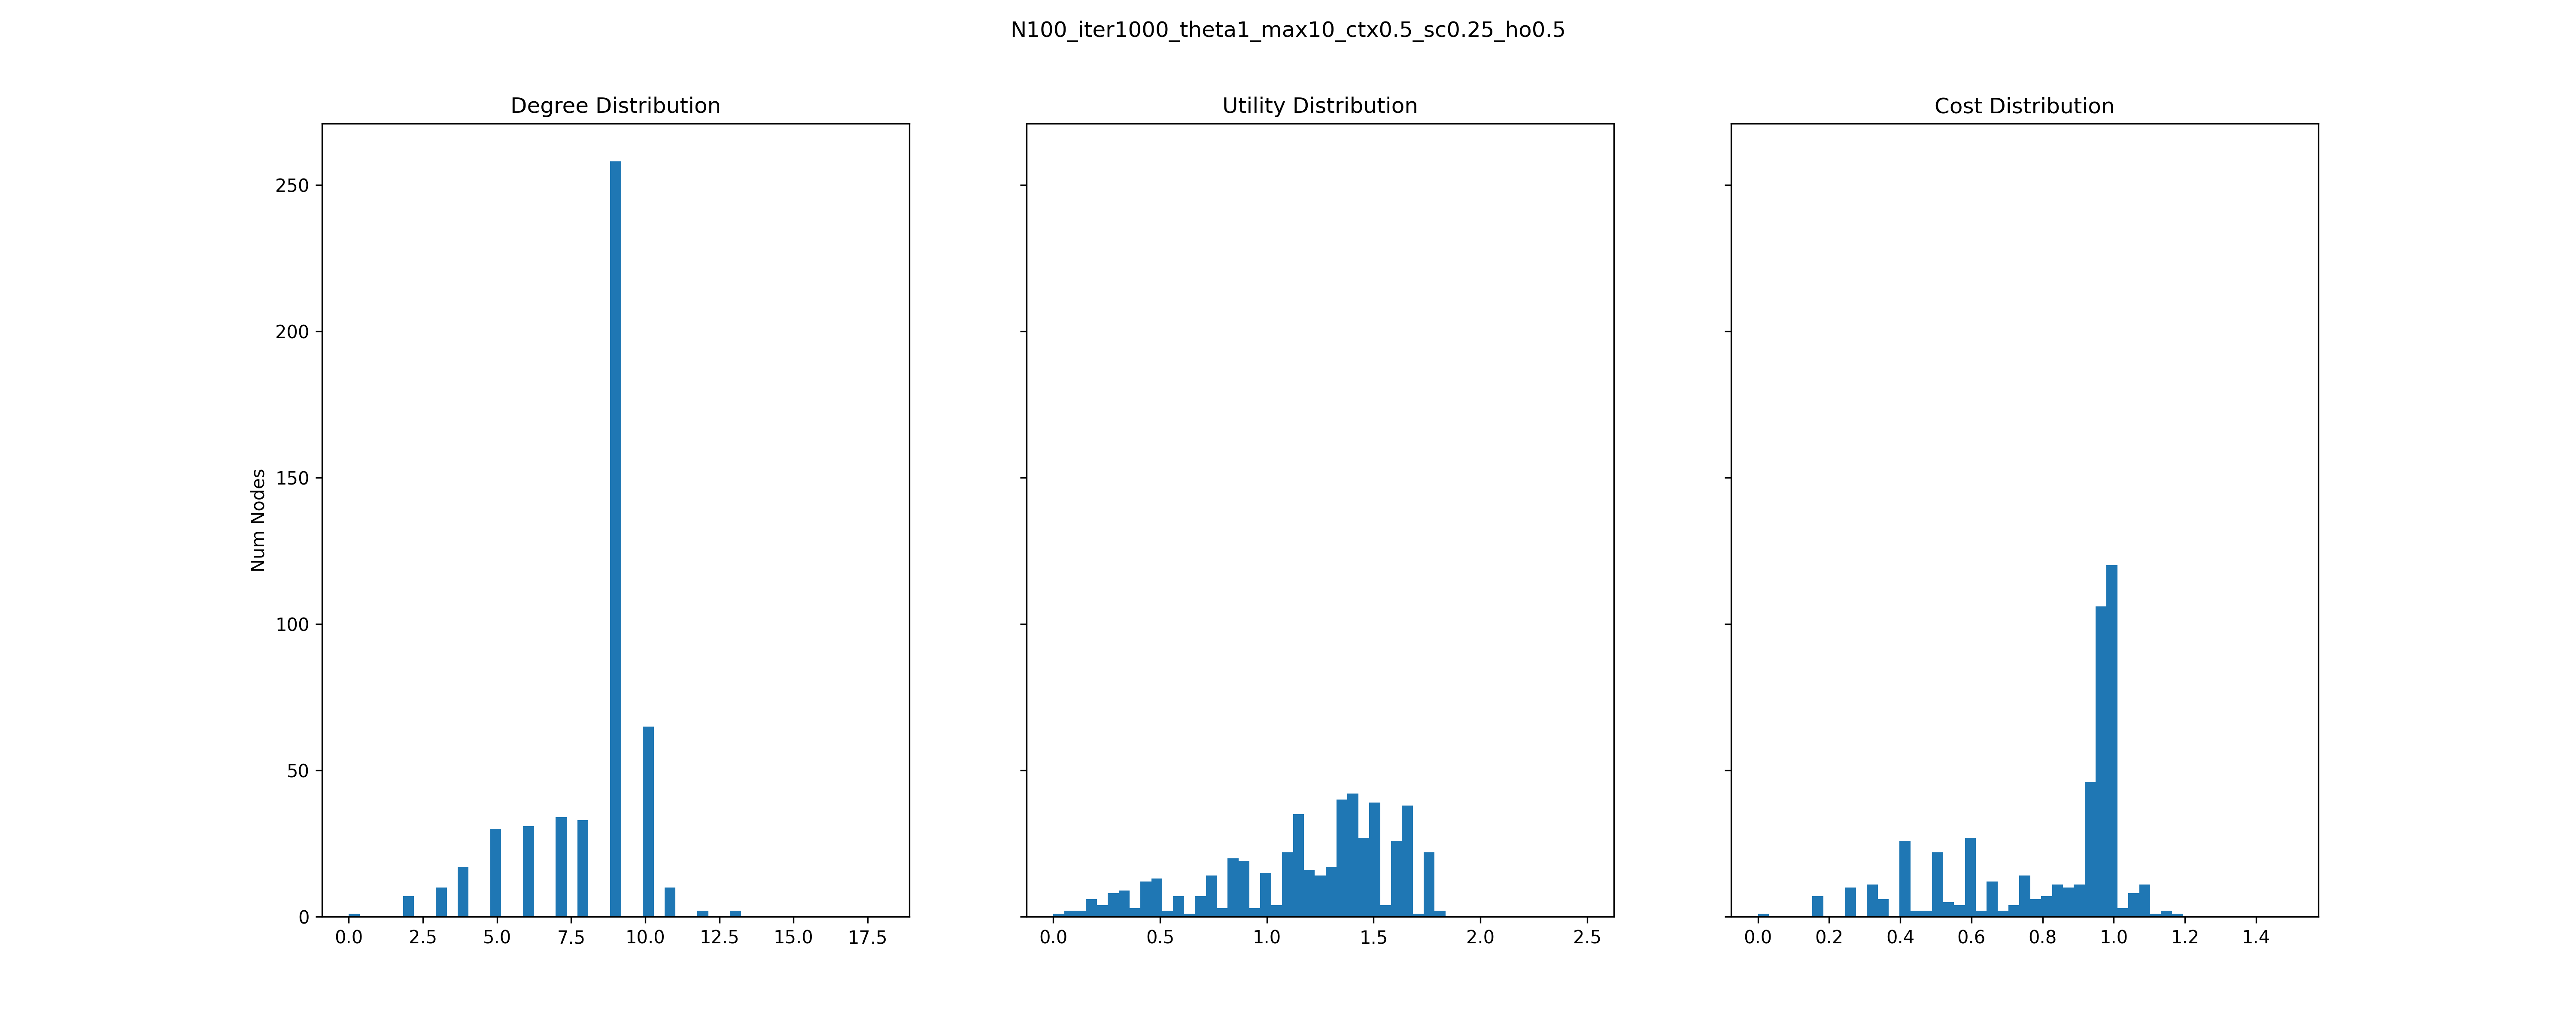 N100_iter1000_theta1_max10_ctx0.5_sc0.25_ho0.5
Degree Distribution
Utility Distribution
Cost Distribution
Num Nodes
250
200
150
100
50
0
0.0 2.5 5.0 7.5 10.0 12.5 15.0 17.5
0.0 0.5 1.0 1.5 2.0 2.5
0.0 0.2 0.4 0.6 0.8 1.0 1.2 1.4